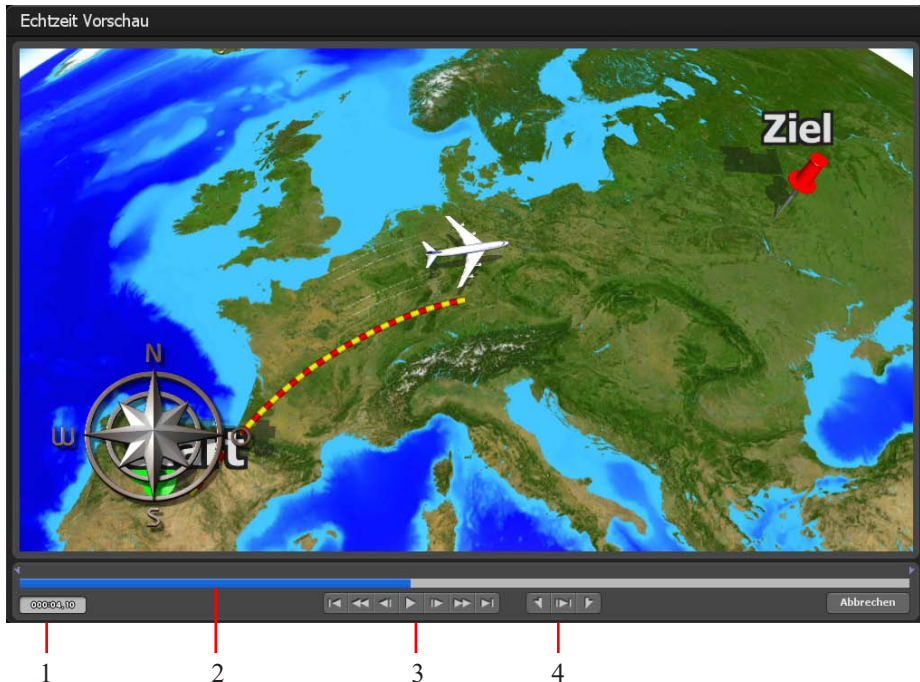 Echtzeit Vorschau
Ziel
N
W
S
000:04,10
Abbrechen
1 2 3 4